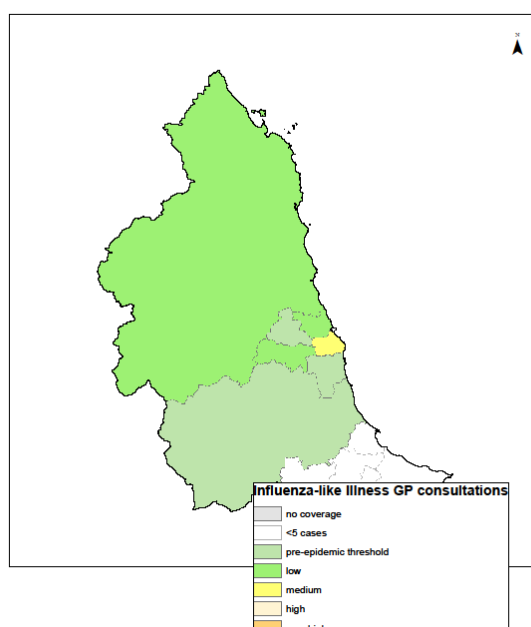 N
Influenza-like Illness GP consultations
no coverage
<5 cases
pre-epidemic threshold
low
medium
high